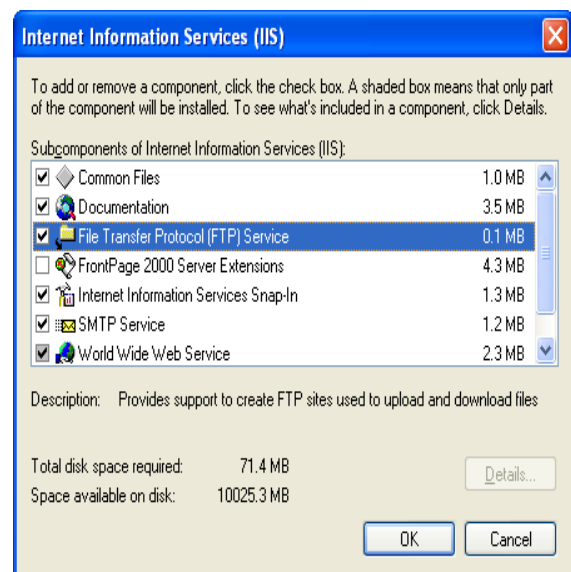 Internet Information Services (IIS)
To add or remove a component, click the check box. A shaded box means that only part
of the component will be installed. To see what's included in a component, click Details.
Subcomponents of Internet Information Services (IIS):
Common Files 1.0 MB
Documentation 3.5 MB
File Transfer Protocol (FTP) Service 0.1 MB
FrontPage 2000 Server Extensions 4.3 MB
Internet Information Services Snap-In 1.3 MB
SMTP Service 1.2 MB
World Wide Web Service 2.3 MB
Description: Provides support to create FTP sites used to upload and download files
Total disk space required: 71.4 MB
Details...
Space available on disk: 10025.3 MB
OK Cancel